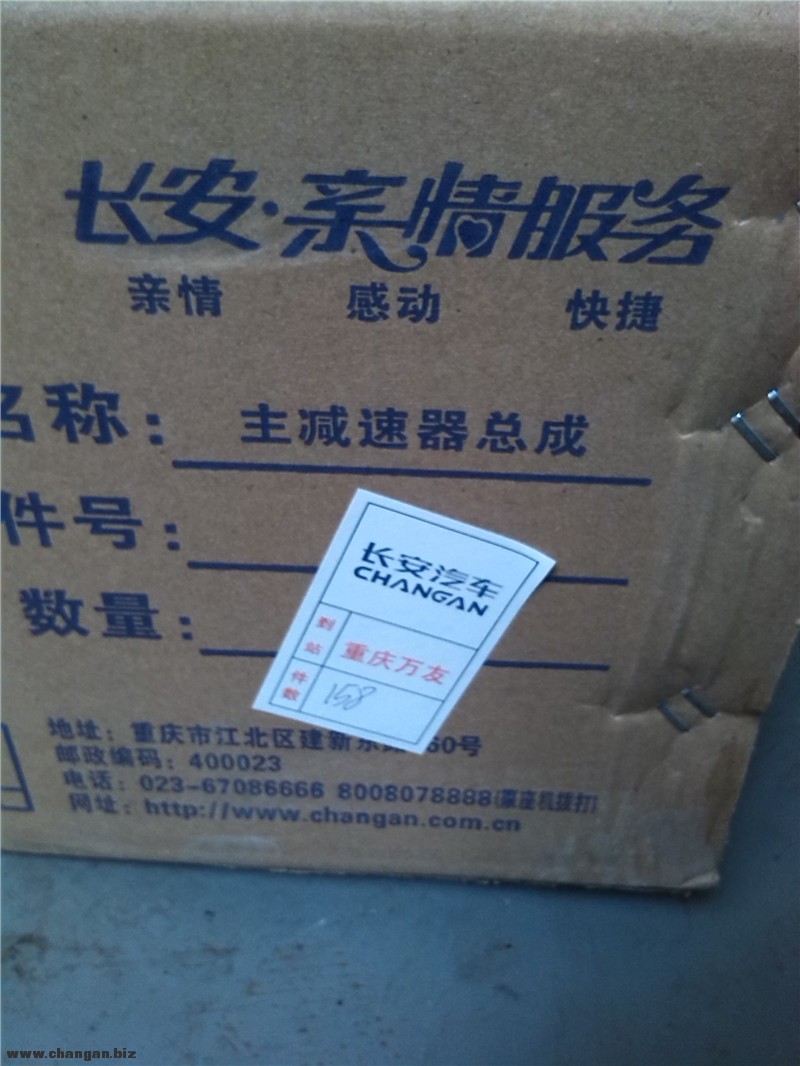 长安·亲情服务
亲情 感动 快捷
名称: 主减速器总成
件号:
数量:
长安汽车
CHANGAN
到站 重庆万友
件数 158
地址: 重庆市江北区建新东路 60号
邮政编码: 400023
电话: 023-67086666 8008078888(票座机拨打)
网址: http://www.changan.com.cn
www.changan.biz